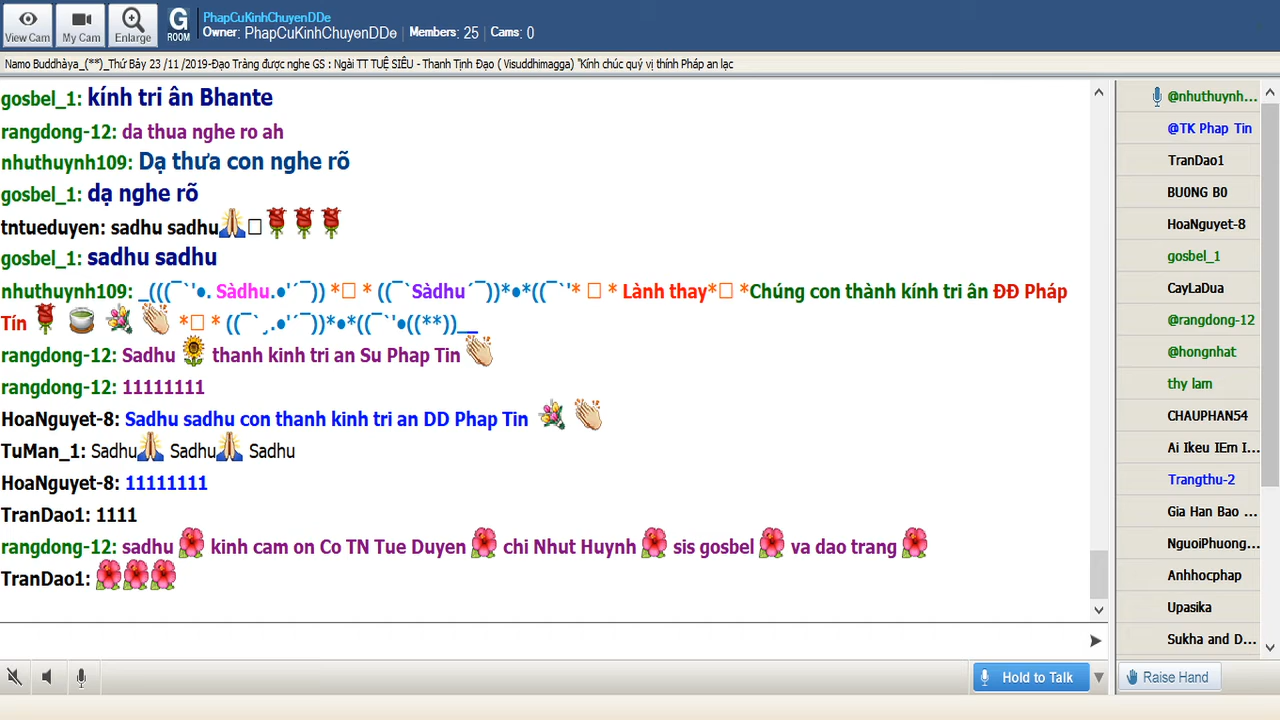 View Cam
My Cam
Enlarge
G
ROOM
PhapCuKinhChuyenDDe
Owner: PhapCuKinhChuyenDDe | Members: 25 | Cams: 0
Namo Buddhàya_(**)_Thứ Bảy 23 /11 /2019-Đạo Tràng được nghe GS : Ngài TT TUỆ SIÊU - Thanh Tịnh Đạo ( Visuddhimagga) "Kính chúc quý vị thính Pháp an lạc
gosbel_1: kính tri ân Bhante
rangdong-12: da thua nghe ro ah
nhuthuynh109: Dạ thưa con nghe rõ
gosbel_1: dạ nghe rõ
tntueduyen: sadhu sadhu🙏□🌹🌹🌹
gosbel_1: sadhu sadhu
nhuthuynh109: _(((¯`'•. Sàdhu.•'´¯)) *□ * ((¯`Sàdhu´¯))*•*((¯`'* □ * Lành thay*□ *Chúng con thành kính tri ân ĐĐ Pháp
Tín 🌹 🍵 💐 👏 *□ * ((¯`¸.•'´¯))*•*((¯`'•((**))__
rangdong-12: Sadhu 🌻 thanh kinh tri an Su Phap Tin 👏
rangdong-12: 11111111
HoaNguyet-8: Sadhu sadhu con thanh kinh tri an DD Phap Tin 💐 👏
TuMan_1: Sadhu🙏 Sadhu🙏 Sadhu
HoaNguyet-8: 11111111
TranDao1: 1111
rangdong-12: sadhu 🌺 kinh cam on Co TN Tue Duyen 🌺 chi Nhut Huynh 🌺 sis gosbel 🌺 va dao trang 🌺
TranDao1: 🌺🌺🌺
Hold to Talk
@nhuthuynh...
@TK Phap Tin
TranDao1
BU0NG B0
HoaNguyet-8
gosbel_1
CayLaDua
@rangdong-12
@hongnhat
thy lam
CHAUPHAN54
Ai Ikeu IEm I...
Trangthu-2
Gia Han Bao ...
NguoiPhuong...
Anhhocphap
Upasika
Sukha and D...
Raise Hand